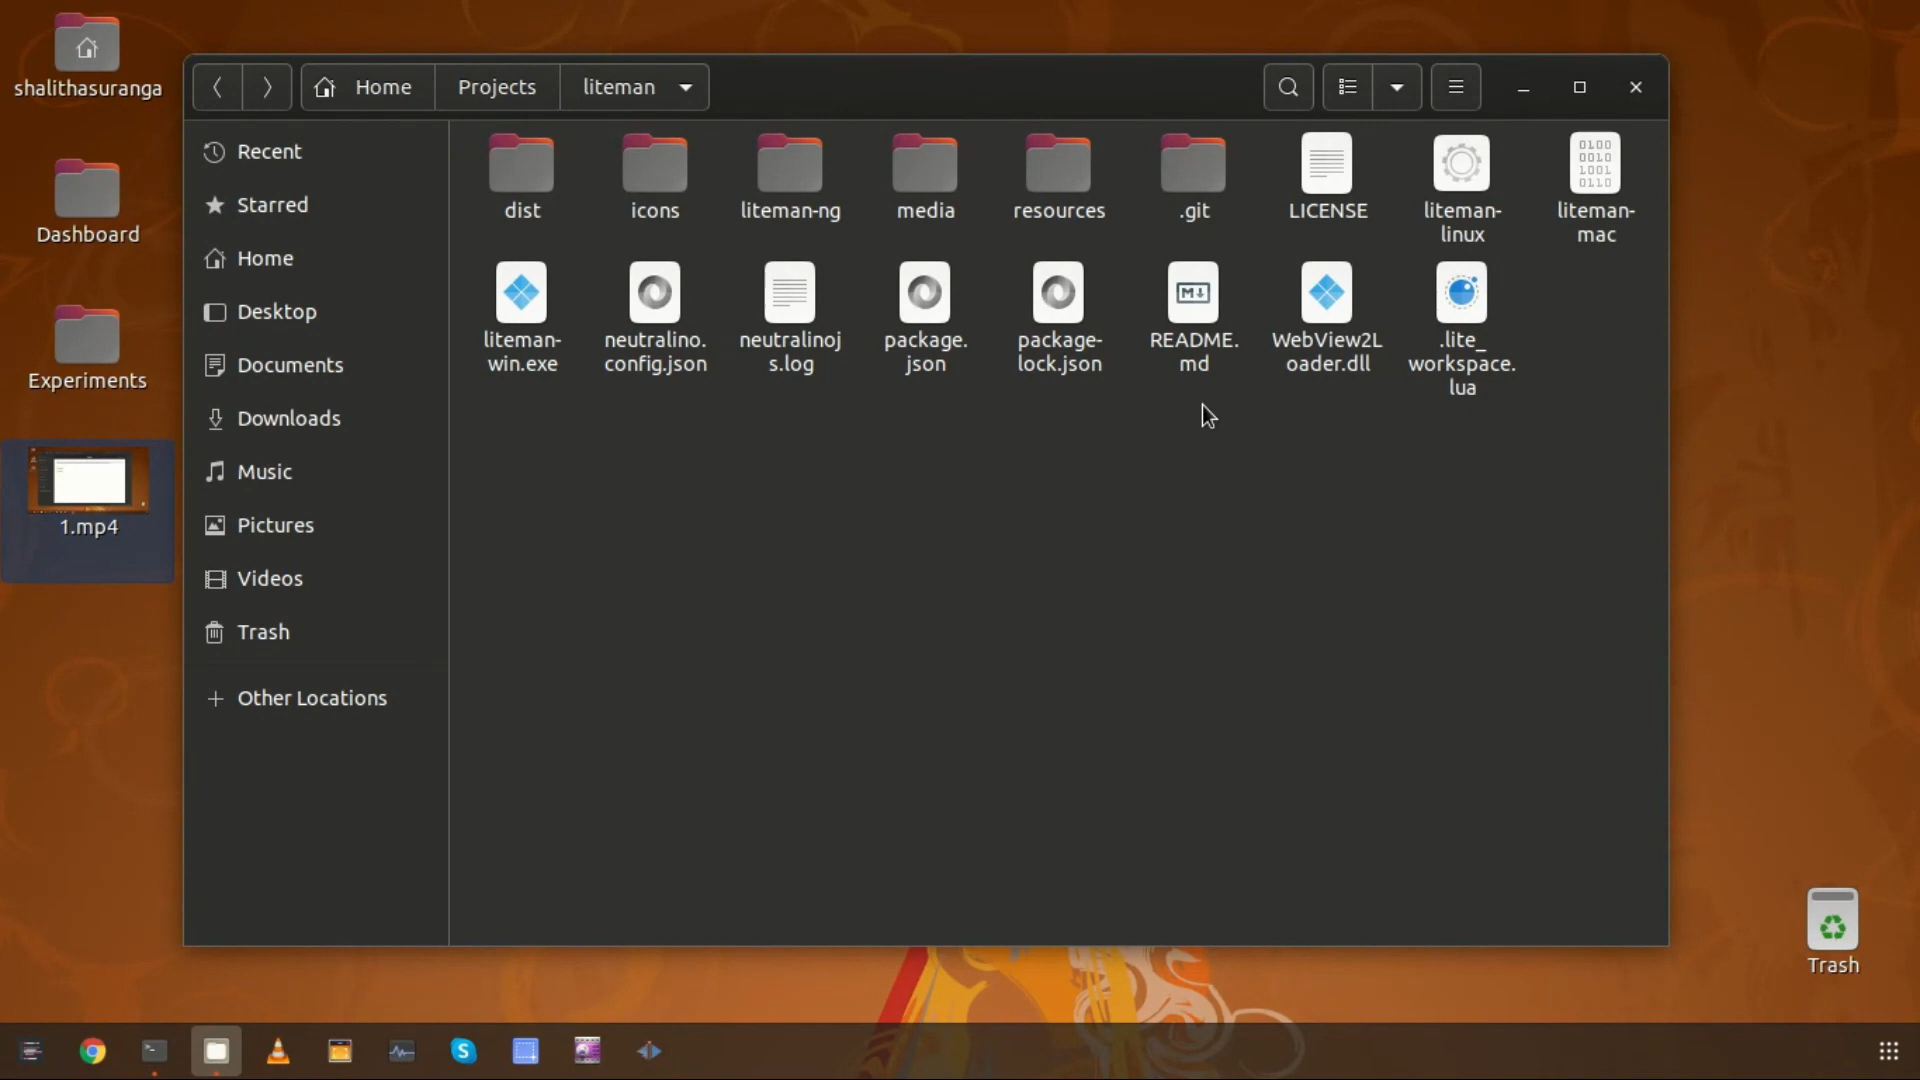 shalithasuranga
Dashboard
Experiments
1.mp4
Home
Projects
liteman
Recent
Starred
Home
Desktop
Documents
Downloads
Music
Pictures
Videos
Trash
Other Locations
dist
icons
liteman-ng
media
resources
.git
LICENSE
liteman-
linux
0100
0010
1001
0110
liteman-
mac
liteman-
win.exe
neutralino.
config.json
neutralinoj
s.log
package.
json
package-
lock.json
M
README.
md
WebView2L
oader.dll
.lite_
workspace.
lua
Trash
S